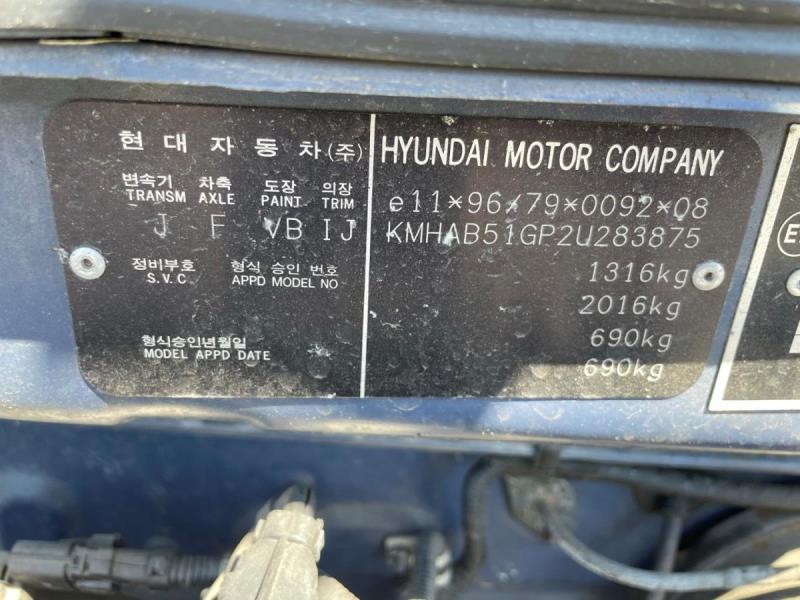 현대자동차(주)
변속기 차축 도장 의장
TRANSM AXLE PAINT TRIM
J F VB IJ
정비부호 형식 승인 번호
S.V.C APPD MODEL NO
형식승인년월일
MODEL APPD DATE
HYUNDAI MOTOR COMPANY
e11*96/79*0092*08
KMHAB51GP2U283875
1316kg
2016kg
690kg
690kg